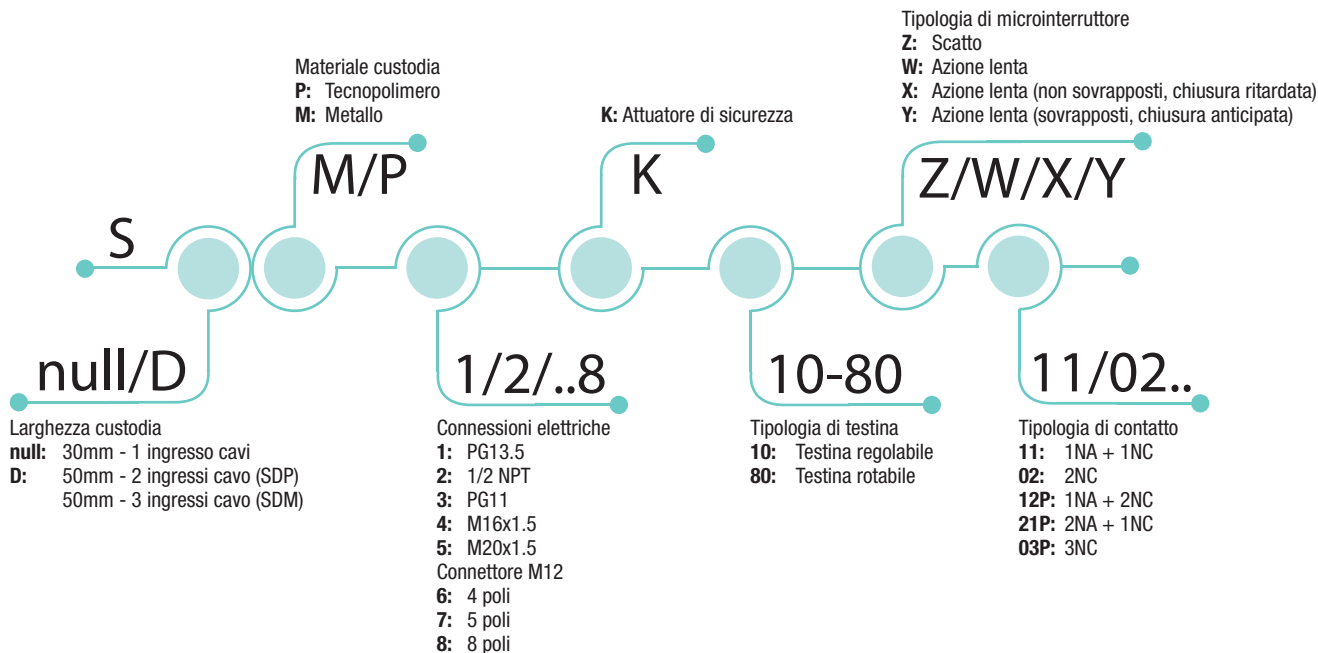 Tipologia di microinterruttore
Z: Scatto
W: Azione lenta
X: Azione lenta (non sovrapposti, chiusura ritardata)
Y: Azione lenta (sovrapposti, chiusura anticipata)
Materiale custodia
P: Tecnopolimero
M: Metallo
K: Attuatore di sicurezza
M/P
K
Z/W/X/Y
S
null/D
1/2/..8
10-80
11/02..
Larghezza custodia
null: 30mm - 1 ingresso cavi
D: 50mm - 2 ingressi cavo (SDP)
50mm - 3 ingressi cavo (SDM)
Connessioni elettriche
1: PG13.5
2: 1/2 NPT
3: PG11
4: M16x1.5
5: M20x1.5
Connettore M12
6: 4 poli
7: 5 poli
8: 8 poli
Tipologia di testina
10: Testina regolabile
80: Testina rotabile
Tipologia di contatto
11: 1NA + 1NC
02: 2NC
12P: 1NA + 2NC
21P: 2NA + 1NC
03P: 3NC